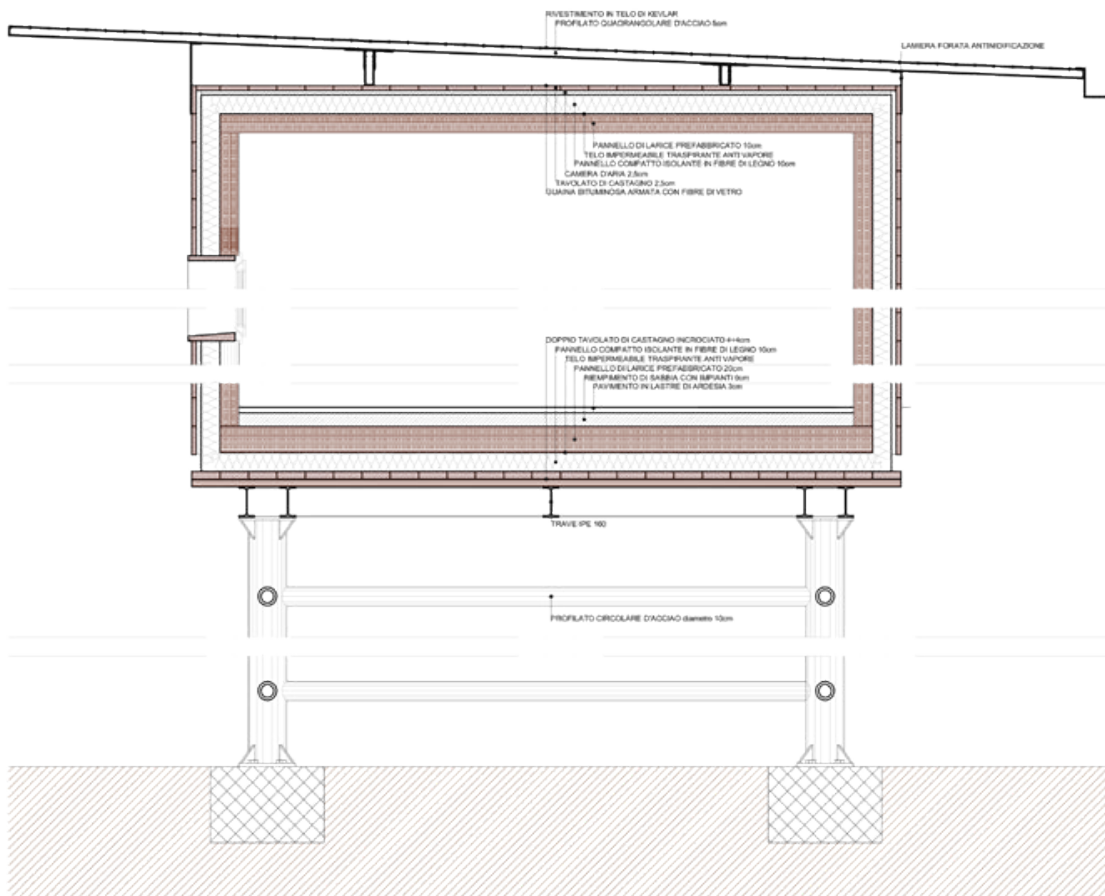 RIVESTIMENTO IN TELO DI KEVLAR
PROFILATO QUADRANGOLARE D'ACCIAO 5cm
LAMIERA FORATA ANTINIDIFICAZIONE
PANNELLO DI LARICE PREFABBRICATO 10cm
TELO IMPERMEABILE TRASPIRANTE ANTI VAPORE
PANNELLO COMPATTO ISOLANTE IN FIBRE DI LEGNO 10cm
CAMERA D'ARIA 2,5cm
TAVOLATO DI CASTAGNO 2,5cm
GUAINA BITUMINOSA ARMATA CON FIBRE DI VETRO
DOPPIO TAVOLATO DI CASTAGNO INCROCIATO 4+4cm
PANNELLO COMPATTO ISOLANTE IN FIBRE DI LEGNO 10cm
TELO IMPERMEABILE TRASPIRANTE ANTI VAPORE
PANNELLO DI LARICE PREFABBRICATO 20cm
RIEMPIMENTO DI SABBIA CON IMPIANTI
PAVIMENTO IN LASTRE DI ARDESIA 3cm
TRAVE IPE 160
PROFILATO CIRCOLARE D'ACCIAO diametro 10cm